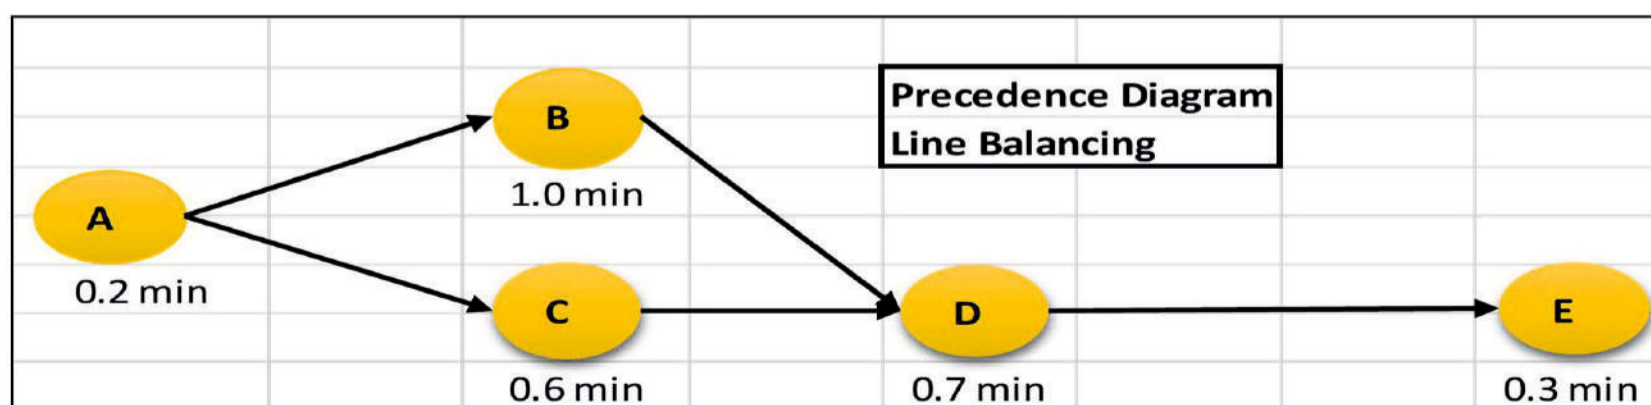 Precedence Diagram
Line Balancing
A
0.2 min
B
1.0 min
C
0.6 min
D
0.7 min
E
0.3 min